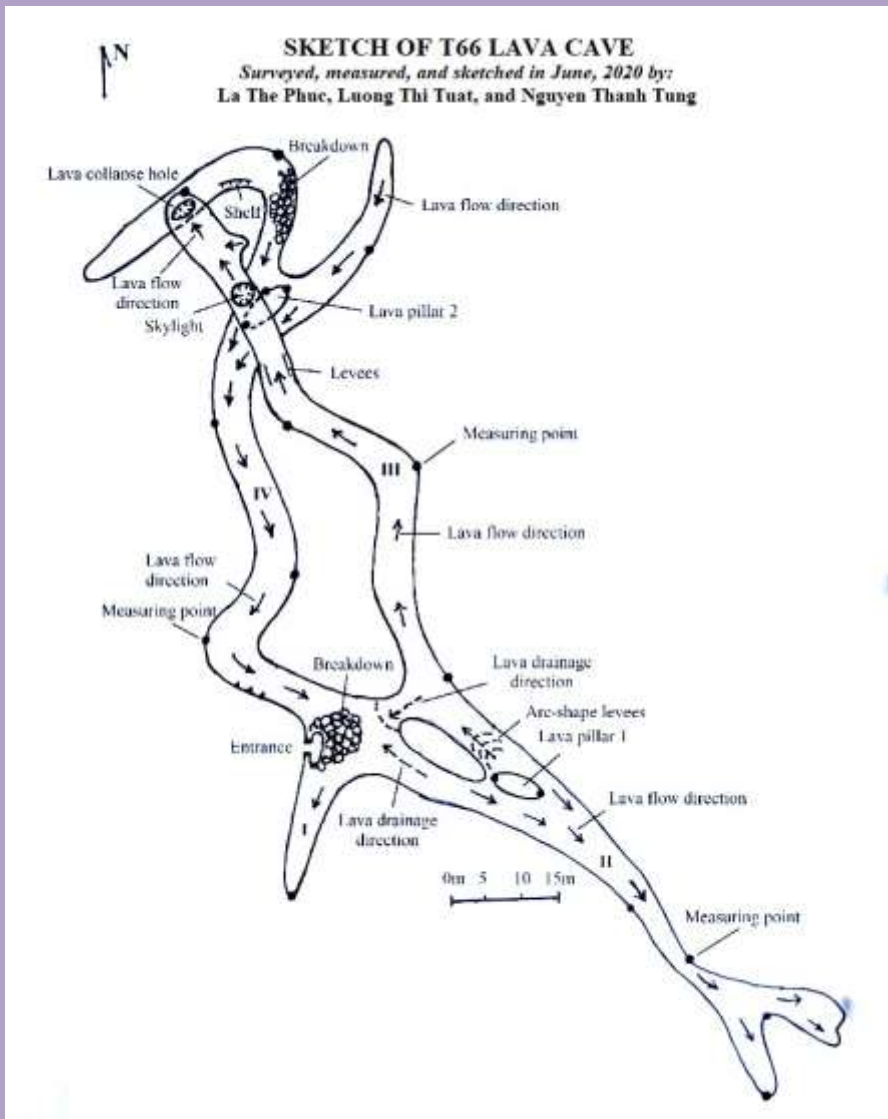 N
SKETCH OF T66 LAVA CAVE
Surveyed, measured, and sketched in June, 2020 by:
La The Phuc, Luong Thi Tuat, and Nguyen Thanh Tung
Breakdown
Lava collapse hole
Shelf
Lava flow direction
Lava flow
direction
Skylight
Lava pillar 2
Levees
Measuring point
III
IV
Lava flow direction
Lava flow
direction
Measuring point
Breakdown
Lava drainage
direction
Arc-shape levees
Lava pillar 1
Entrance
Lava flow direction
I
Lava drainage
direction
II
0m 5 10 15m
Measuring point